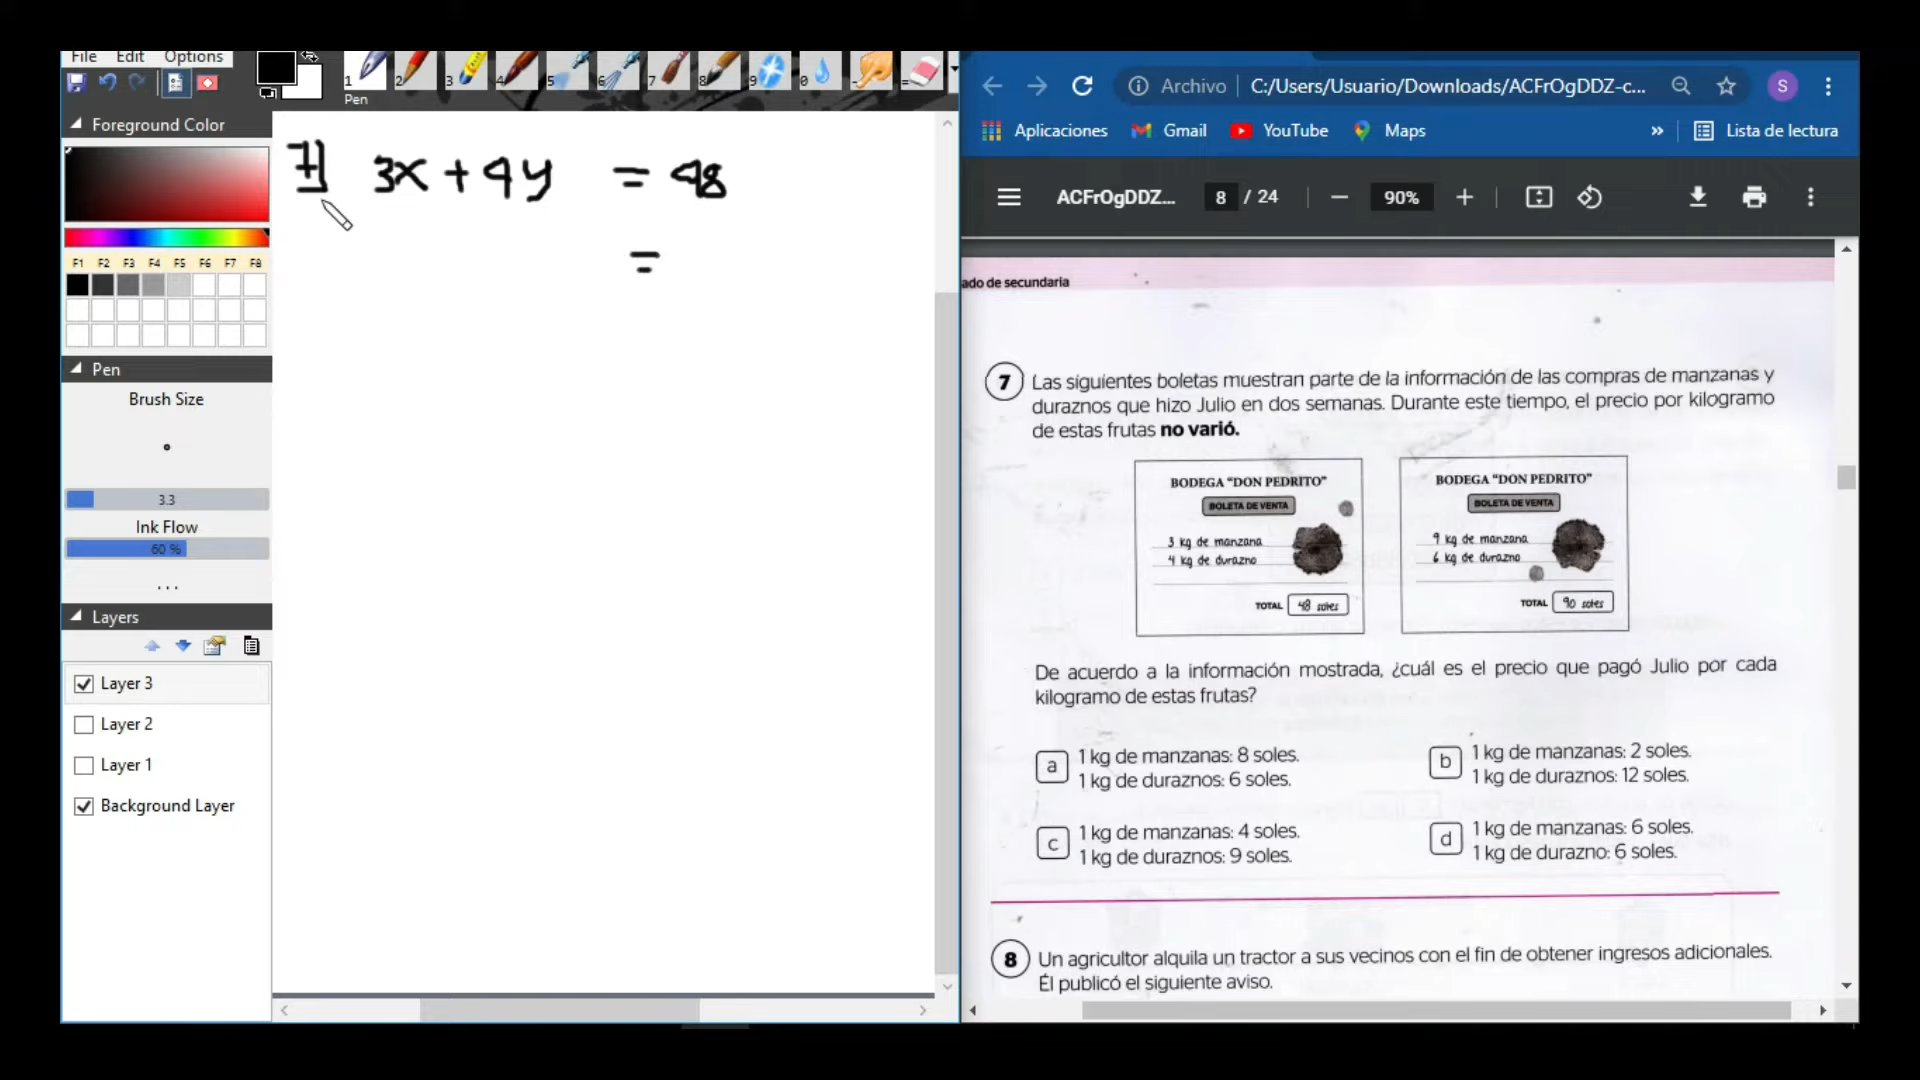 File Edit Options
1 2 3 4 5 6 7 8 9 0 - =
Pen
Foreground Color
F1 F2 F3 F4 F5 F6 F7 F8
Pen
Brush Size
3.3
Ink Flow
60 %
...
Layers
Layer 3
Layer 2
Layer 1
Background Layer
7) 3x + 4y = 48
=
Archivo C:/Users/Usuario/Downloads/ACFrOgDDZ-c... S
Aplicaciones Gmail YouTube Maps » Lista de lectura
ACFrOgDDZ... 8 / 24 90%
ado de secundaria
7 Las siguientes boletas muestran parte de la información de las compras de manzanas y
duraznos que hizo Julio en dos semanas. Durante este tiempo, el precio por kilogramo
de estas frutas no varió.
BODEGA "DON PEDRITO"
BOLETA DE VENTA
3 kg de manzana
4 kg de durazno
TOTAL 48 soles
BODEGA "DON PEDRITO"
BOLETA DE VENTA
9 kg de manzana
6 kg de durazno
TOTAL 90 soles
De acuerdo a la información mostrada, ¿cuál es el precio que pagó Julio por cada
kilogramo de estas frutas?
a 1 kg de manzanas: 8 soles.
1 kg de duraznos: 6 soles.
b 1 kg de manzanas: 2 soles.
1 kg de duraznos: 12 soles.
c 1 kg de manzanas: 4 soles.
1 kg de duraznos: 9 soles.
d 1 kg de manzanas: 6 soles.
1 kg de durazno: 6 soles.
8 Un agricultor alquila un tractor a sus vecinos con el fin de obtener ingresos adicionales.
Él publicó el siguiente aviso.